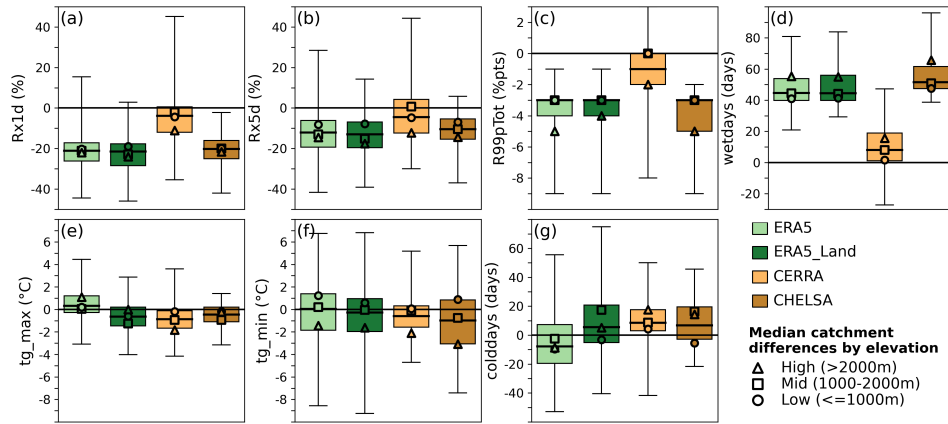 (a)
(b)
(c)
(d)
Rx1d (%)
40
20
0
-20
-40
Rx5d (%)
40
20
0
-20
-40
R99pTot (%pts)
2
0
-2
-4
-6
-8
wetdays (days)
80
60
40
20
0
-20
-40
(e)
(f)
(g)
tg_max (°C)
6
4
2
0
-2
-4
-6
-8
tg_min (°C)
6
4
2
0
-2
-4
-6
-8
colddays (days)
60
40
20
0
-20
-40
ERA5
ERA5_Land
CERRA
CHELSA
Median catchment
differences by elevation
High (>2000m)
Mid (1000-2000m)
Low (<=1000m)